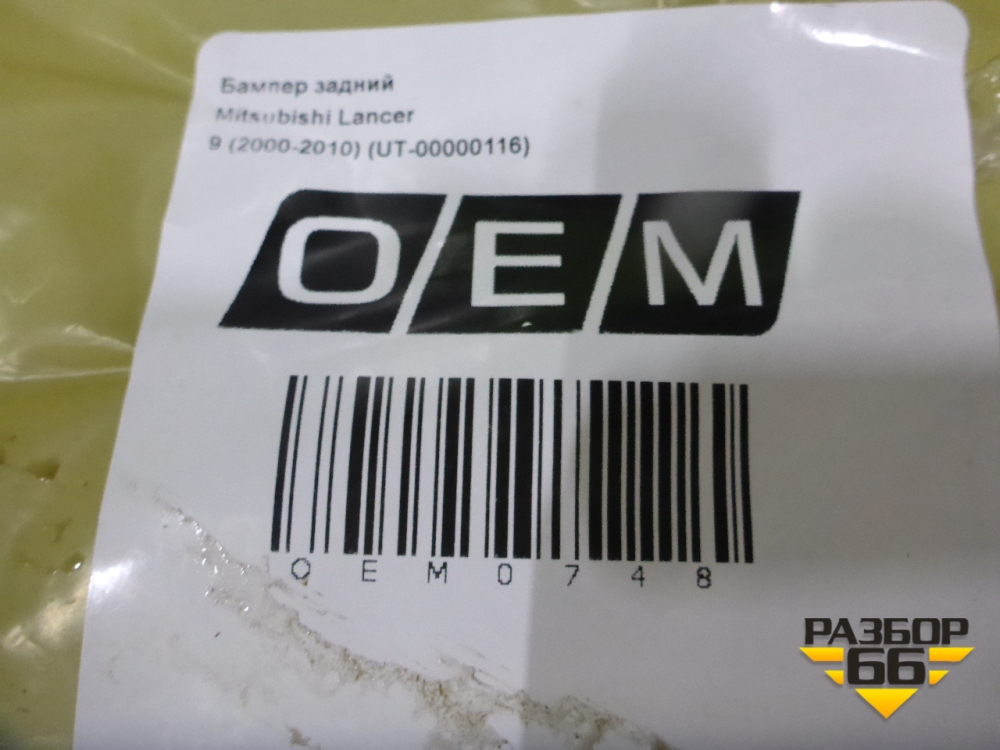 Бампер задний
Mitsubishi Lancer
9 (2000-2010) (UT-00000116)
OEM
OEM0748
РАЗБОР
66